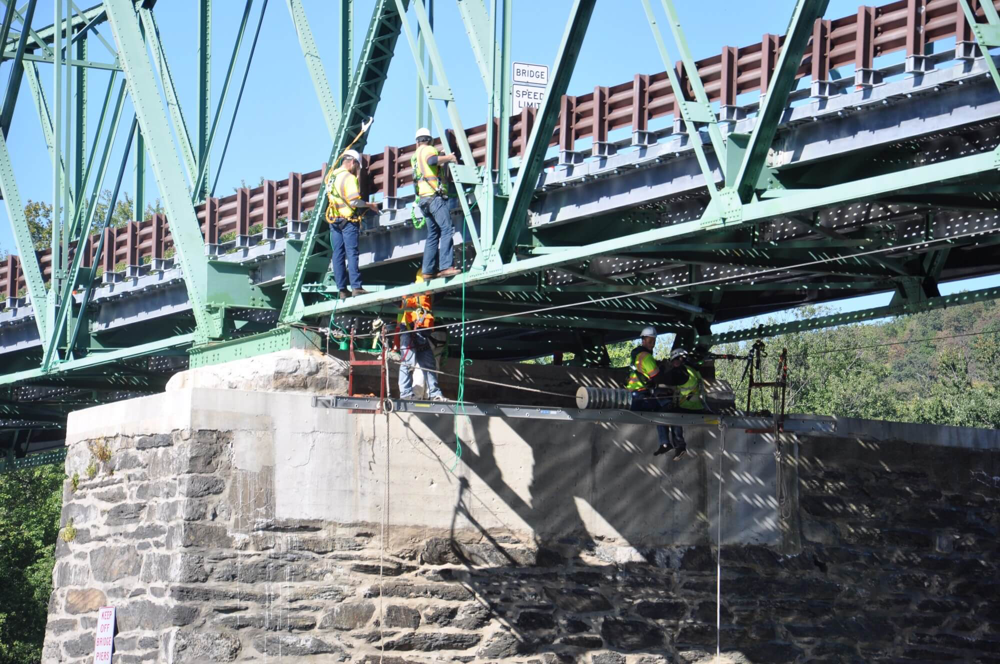 BRIDGE
SPEED
LIMIT
KEEP
OFF
BRIDGE
PIERS